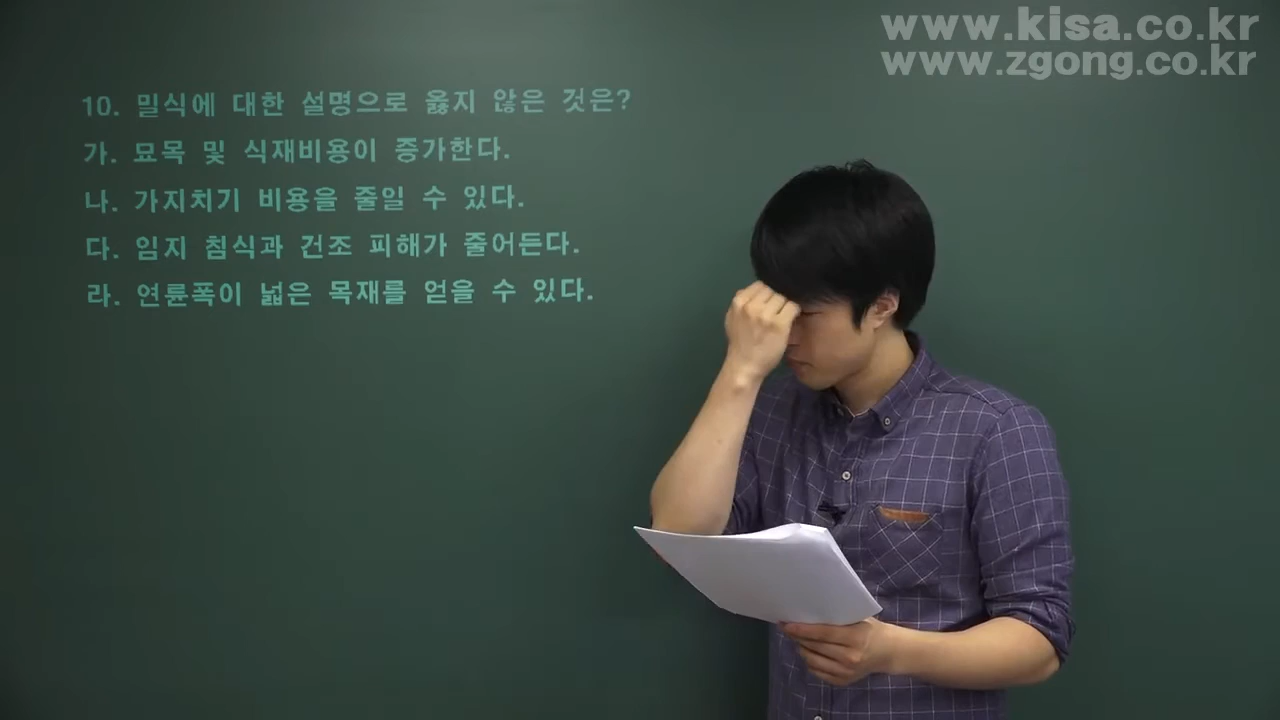 www.kisa.co.kr
www.zgong.co.kr
10. 밀식에 대한 설명으로 옳지 않은 것은?
가. 묘목 및 식재비용이 증가한다.
나. 가지치기 비용을 줄일 수 있다.
다. 임지 침식과 건조 피해가 줄어든다.
라. 연륜폭이 넓은 목재를 얻을 수 있다.